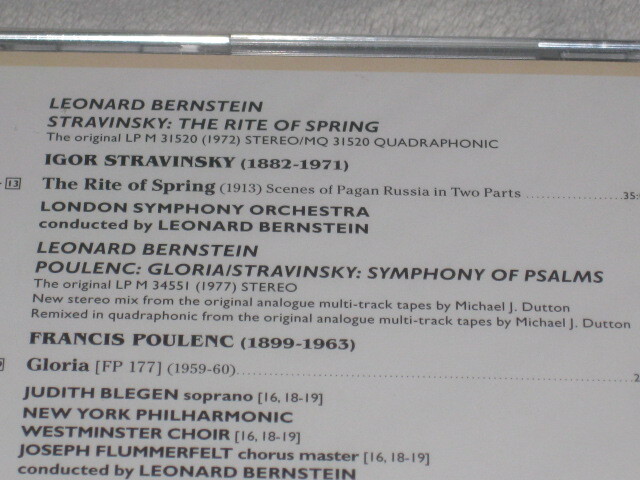 LEONARD BERNSTEIN
STRAVINSKY: THE RITE OF SPRING
The original LP M 31520 (1972) STEREO/MQ 31520 QUADRAPHONIC
IGOR STRAVINSKY (1882-1971)
- 13 The Rite of Spring (1913) Scenes of Pagan Russia in Two Parts .................... 35:
LONDON SYMPHONY ORCHESTRA
conducted by LEONARD BERNSTEIN
LEONARD BERNSTEIN
POULENC: GLORIA/STRAVINSKY: SYMPHONY OF PSALMS
The original LP M 34551 (1977) STEREO
New stereo mix from the original analogue multi-track tapes by Michael J. Dutton
Remixed in quadraphonic from the original analogue multi-track tapes by Michael J. Dutton
FRANCIS POULENC (1899-1963)
Gloria [FP 177] (1959-60)................................ 2
JUDITH BLEGEN soprano [16, 18-19]
NEW YORK PHILHARMONIC
WESTMINSTER CHOIR [16, 18-19]
JOSEPH FLUMMERFELT chorus master [16, 18-19]
conducted by LEONARD BERNSTEIN